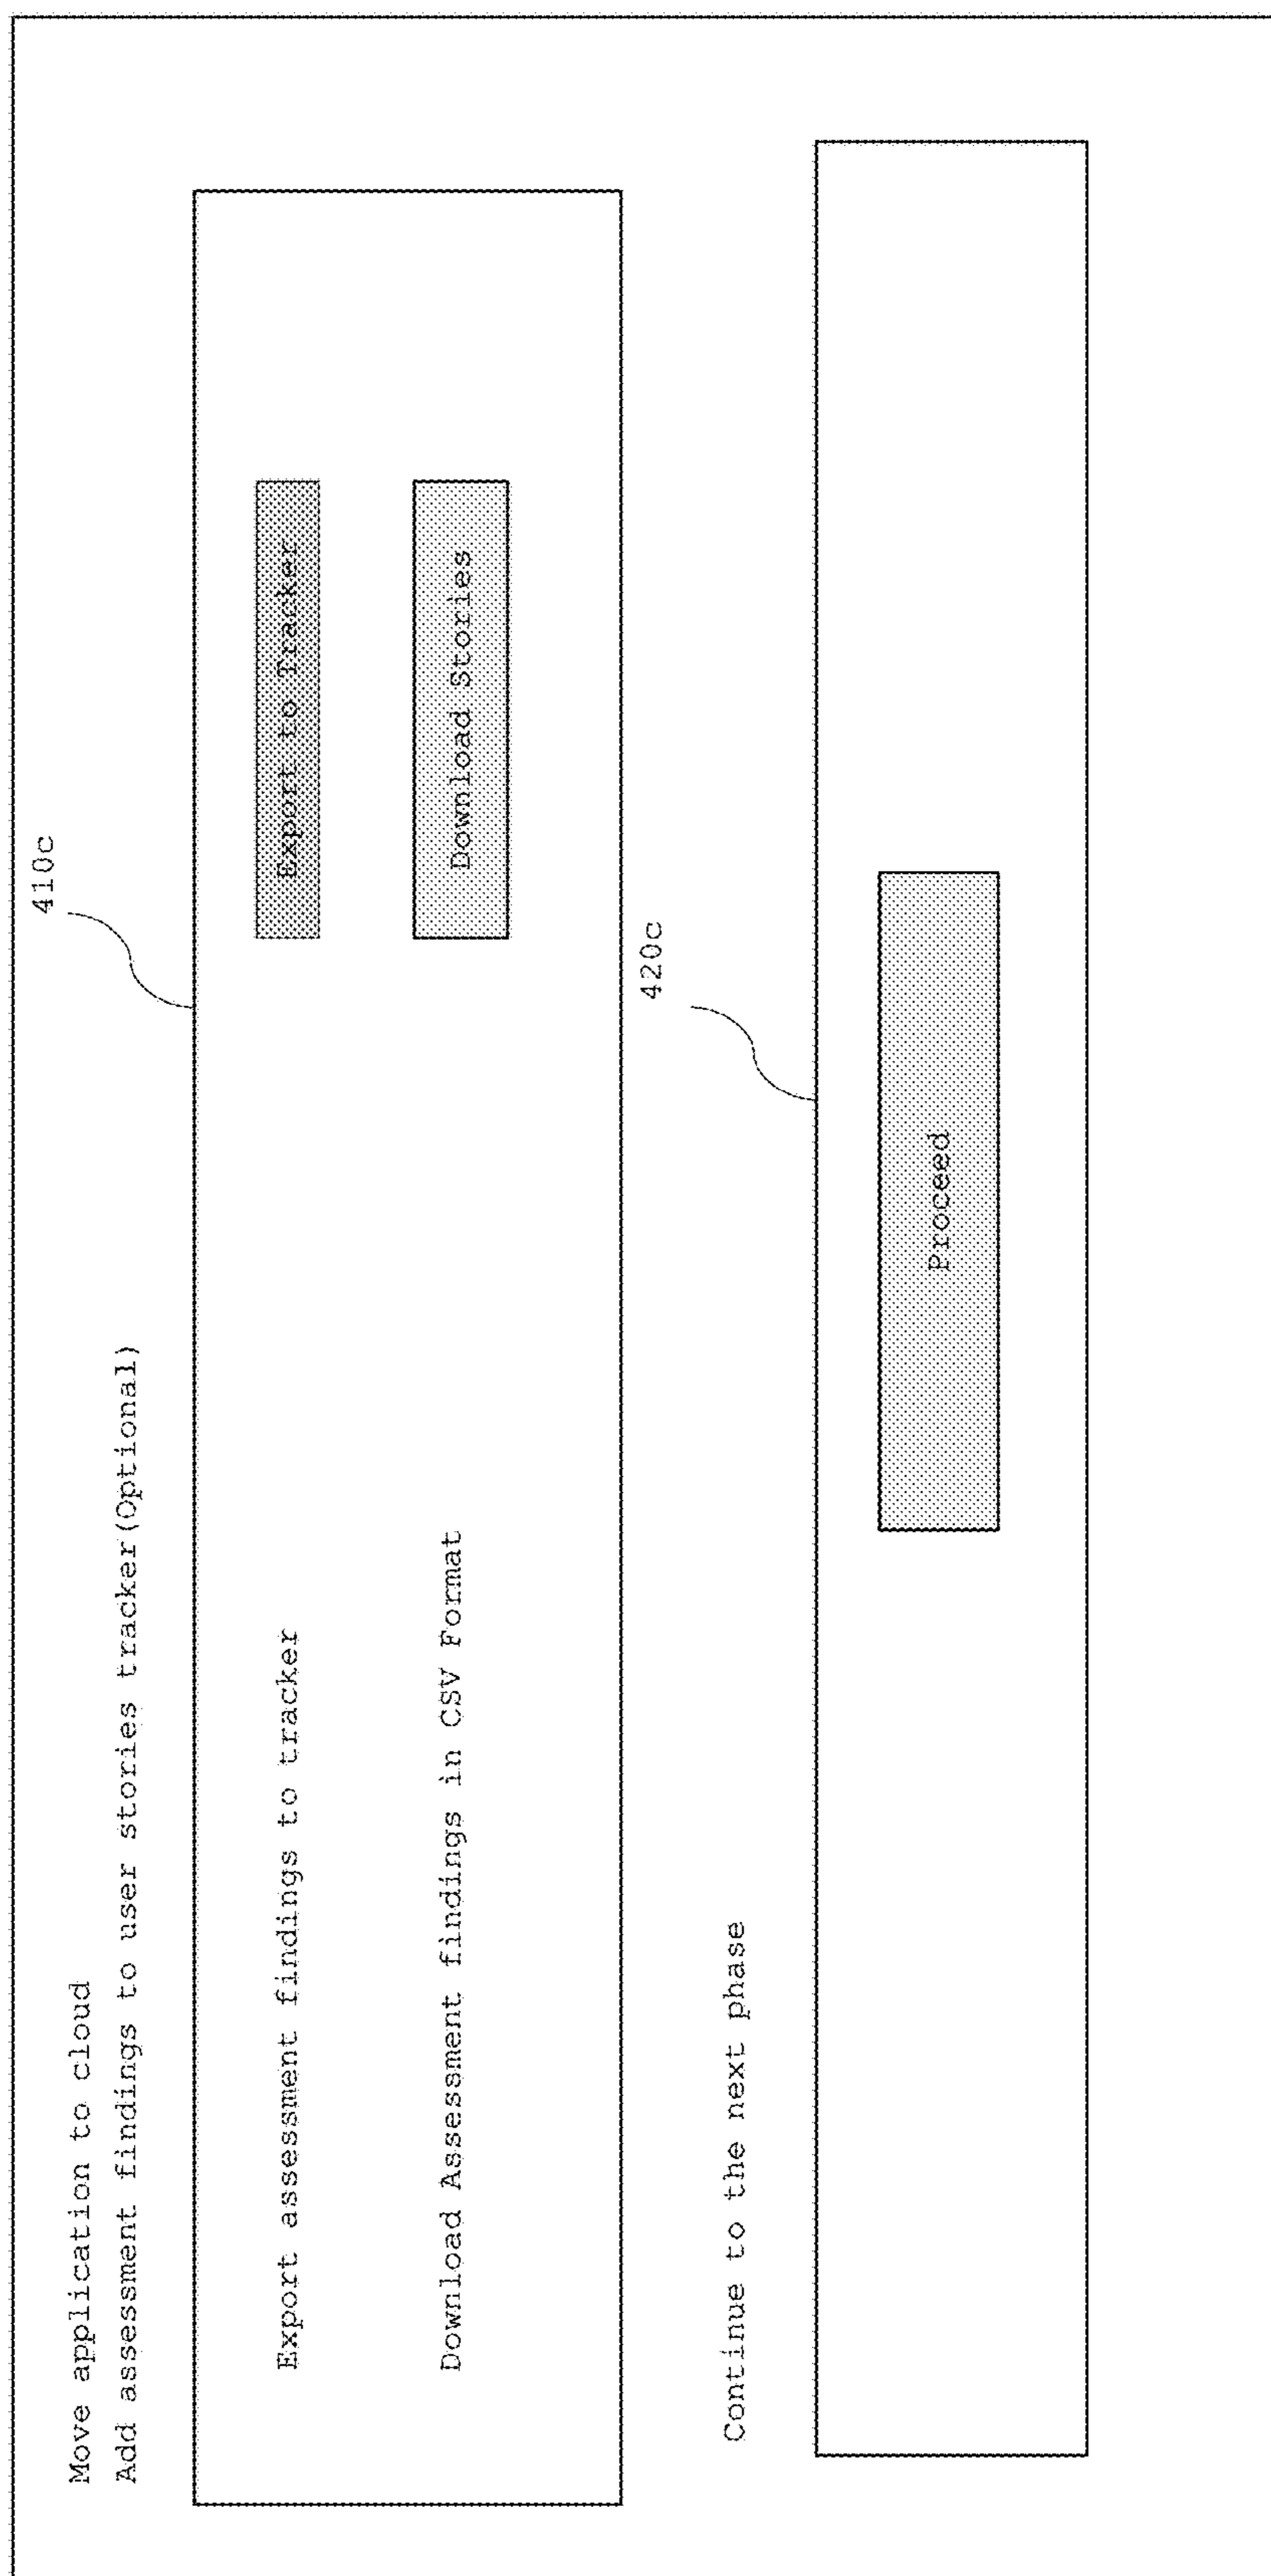 Move application to cloud
Add assessment findings to user stories tracker(Optional)
410c
Export assessment findings to tracker
Export to Tracker
Download Assessment findings in CSV Format
Download Stories
420c
Continue to the next phase
Proceed